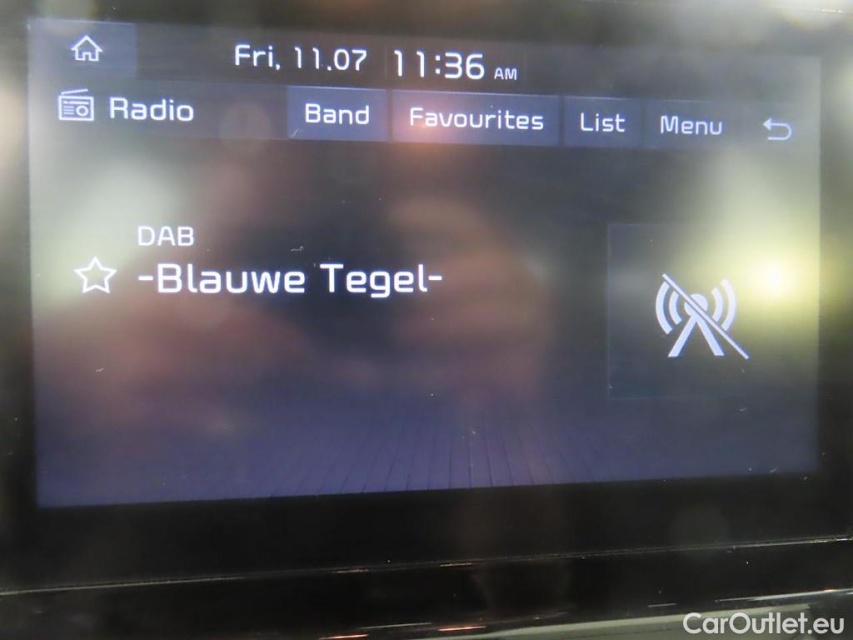 Fri, 11.07 11:36 AM
Radio Band Favourites List Menu
DAB
-Blauwe Tegel-
CarOutlet.eu